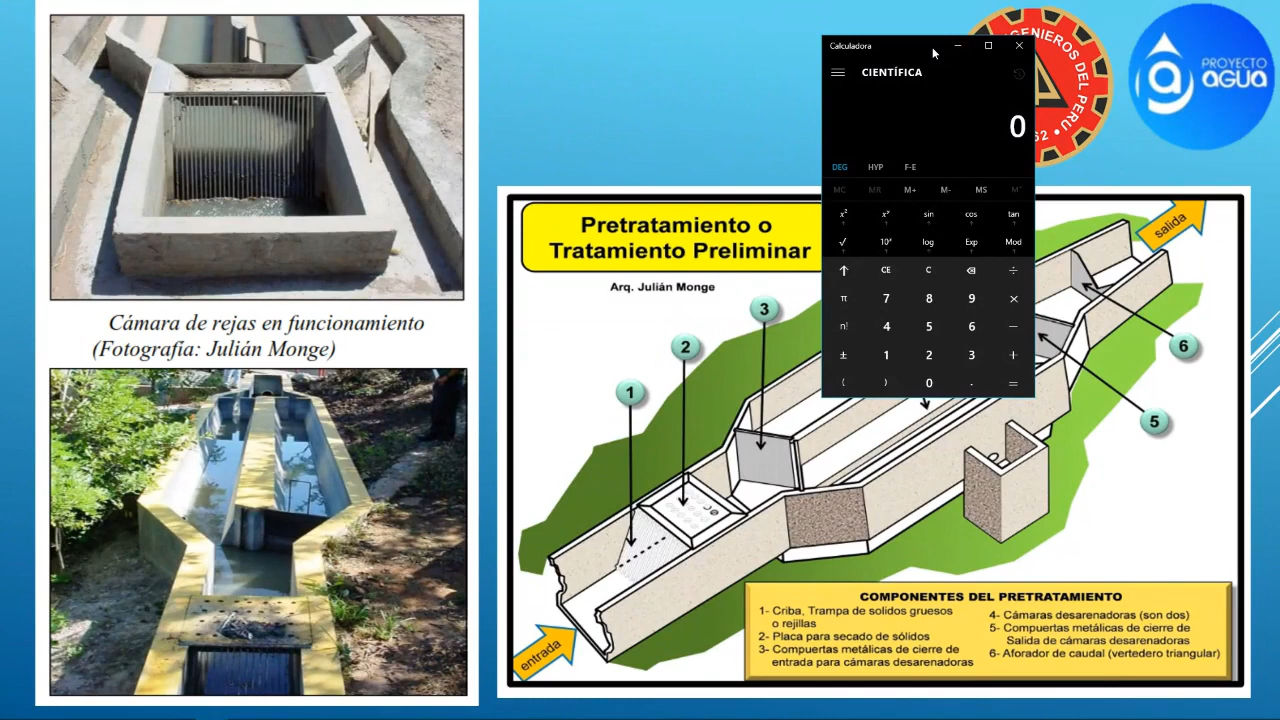 Cámara de rejas en funcionamiento
(Fotografía: Julián Monge)
Calculadora
CIENTÍFICA
0
DEG HYP F-E
MC MR M+ M- MS M˅
x² xʸ sin cos tan
√ 10ˣ log Exp Mod
↑ CE C ⌫ ÷
π 7 8 9 ×
n! 4 5 6 −
± 1 2 3 +
( ) 0 . =
INGENIEROS DEL PERU
62
PROYECTO
AGUA
Pretratamiento o
Tratamiento Preliminar
Arq. Julián Monge
salida
3
2
1
6
5
entrada
COMPONENTES DEL PRETRATAMIENTO
1- Criba, Trampa de solidos gruesos
o rejillas
2- Placa para secado de sólidos
3- Compuertas metálicas de cierre de
entrada para cámaras desarenadoras
4- Cámaras desarenadoras (son dos)
5- Compuertas metálicas de cierre de
Salida de cámaras desarenadoras
6- Aforador de caudal (vertedero triangular)